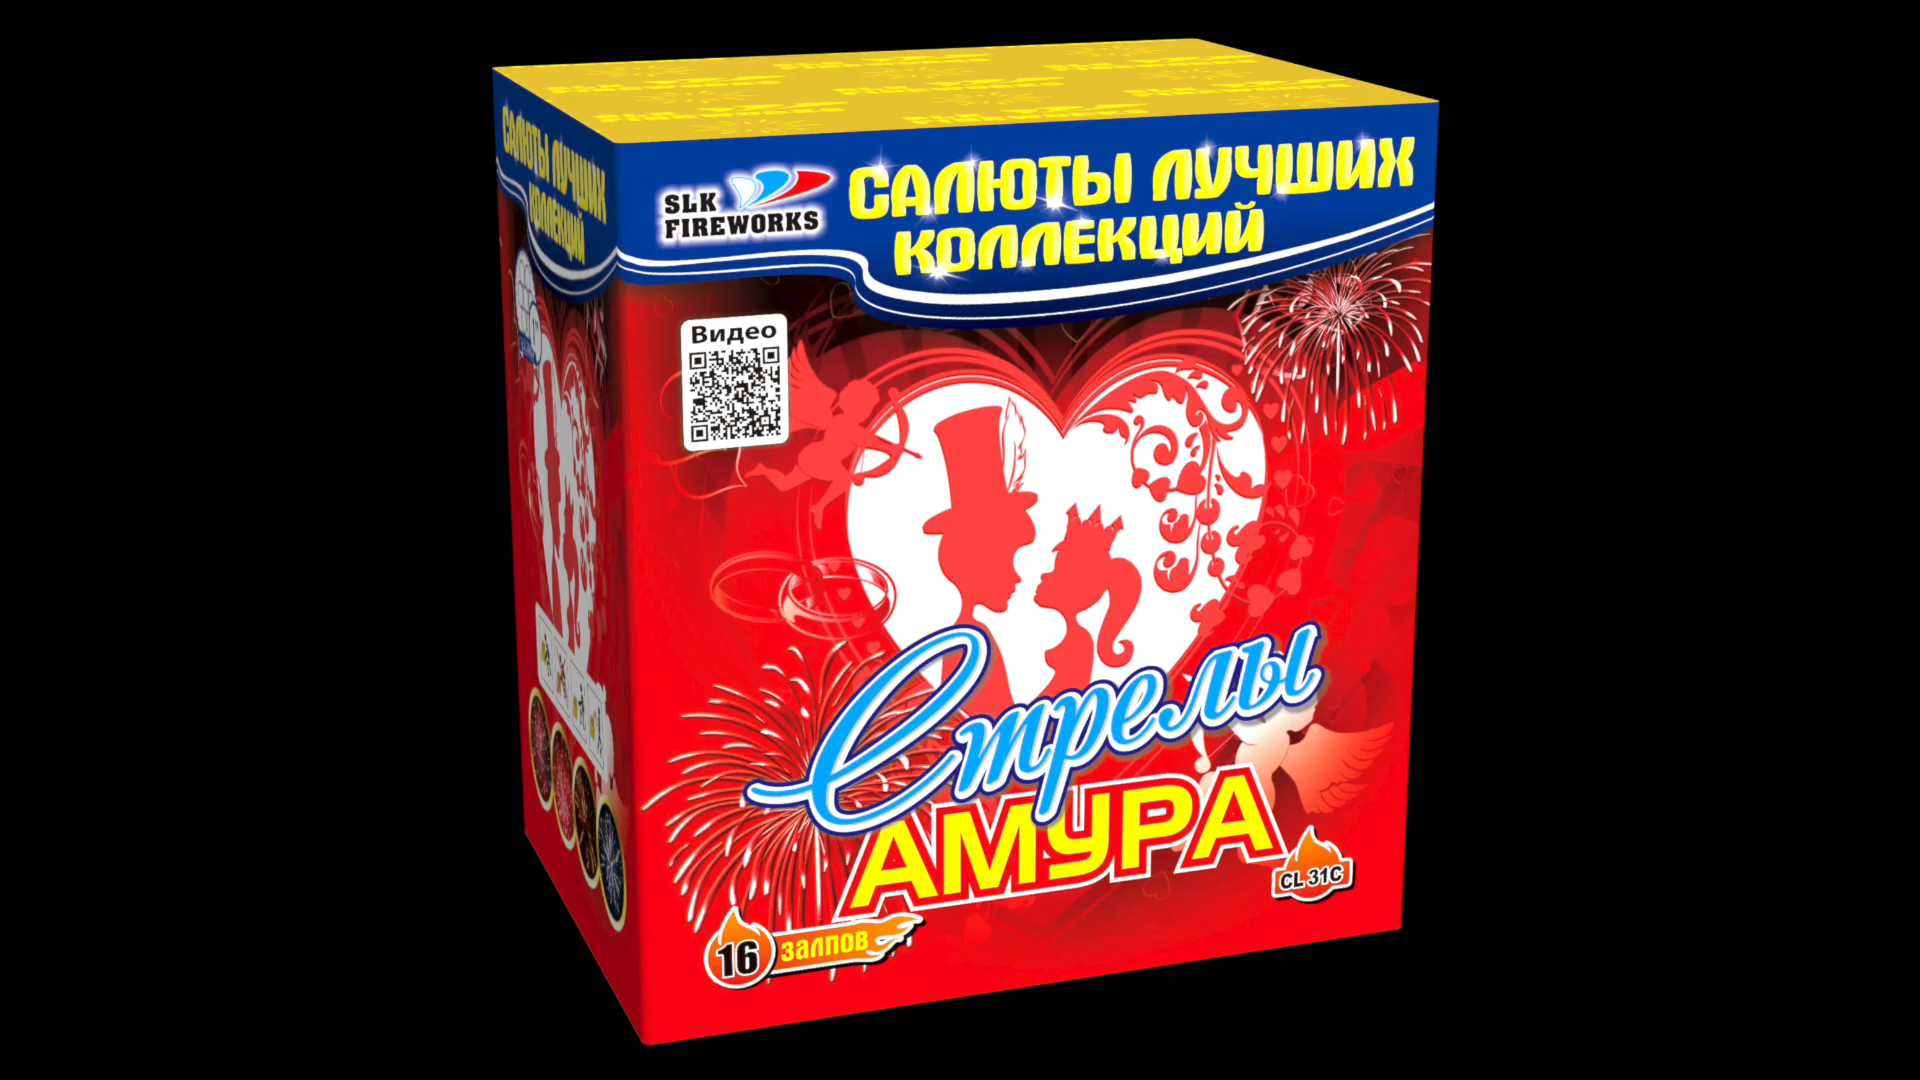 SLK
FIREWORKS
САЛЮТЫ ЛУЧШИХ
КОЛЛЕКЦИЙ
Видео
Стрелы
АМУРА
CL 31C
16 залпов
САЛЮТЫ ЛУЧШИХ
КОЛЛЕКЦИЙ